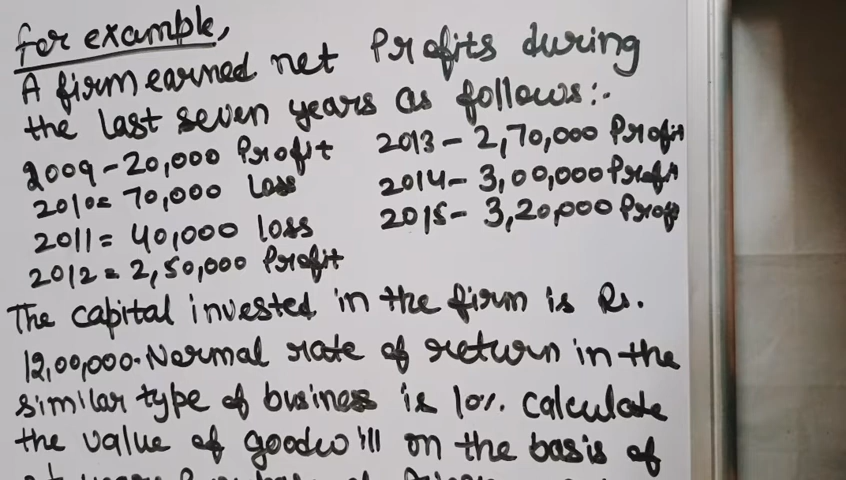 For example,
A firm earned net Profits during
the last seven years as follows:-
2009-20,000 Profit
2010= 70,000 Loss
2011= 40,000 loss
2012= 2,50,000 Profit
2013-2,70,000 Profit
2014-3,00,000 Profit
2015-3,20,000 Profit
The capital invested in the firm is Rs.
12,00,000. Normal rate of return in the
similar type of business is 10%. Calculate
the value of goodwill on the basis of